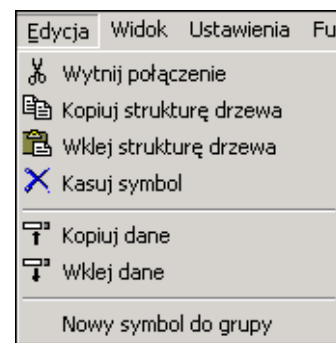 Edycja Widok Ustawienia Fu
Wytnij połączenie
Kopiuj strukturę drzewa
Wklej strukturę drzewa
Kasuj symbol
Kopiuj dane
Wklej dane
Nowy symbol do grupy